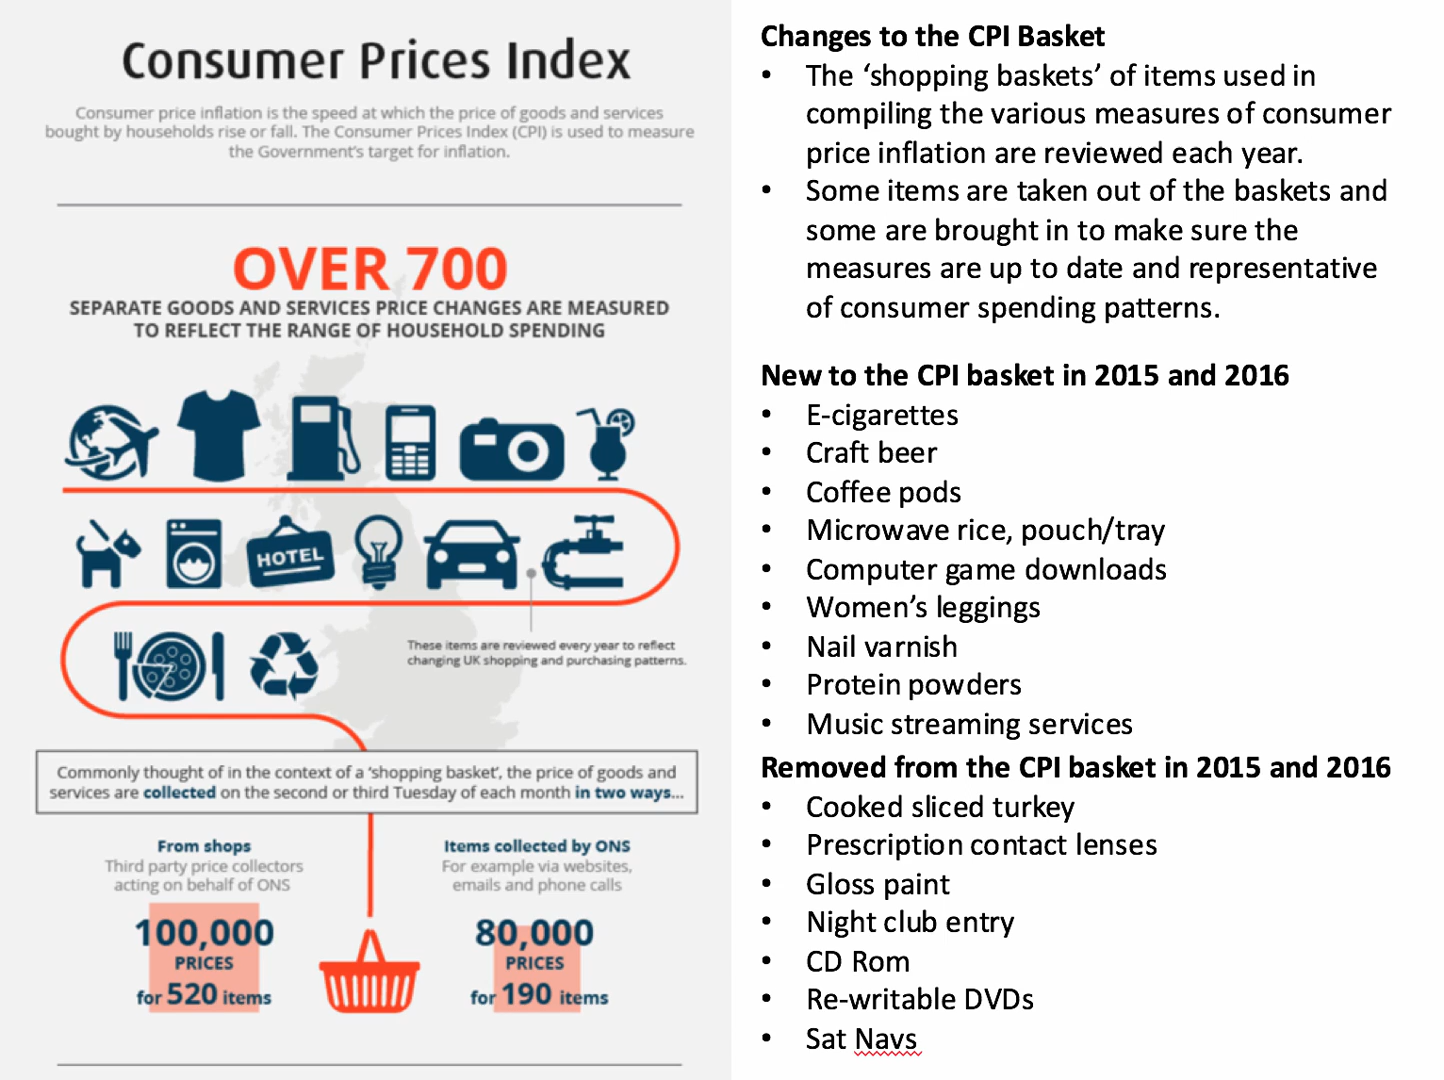 Consumer Prices Index
Consumer price inflation is the speed at which the price of goods and services
bought by households rise or fall. The Consumer Prices Index (CPI) is used to measure
the Government's target for inflation.
OVER 700
SEPARATE GOODS AND SERVICES PRICE CHANGES ARE MEASURED
TO REFLECT THE RANGE OF HOUSEHOLD SPENDING
HOTEL
These items are reviewed every year to reflect
changing UK shopping and purchasing patterns.
Commonly thought of in the context of a 'shopping basket', the price of goods and
services are collected on the second or third Tuesday of each month in two ways...
From shops
Third party price collectors
acting on behalf of ONS
100,000
PRICES
for 520 items
Items collected by ONS
For example via websites,
emails and phone calls
80,000
PRICES
for 190 items
Changes to the CPI Basket
• The ‘shopping baskets’ of items used in
compiling the various measures of consumer
price inflation are reviewed each year.
• Some items are taken out of the baskets and
some are brought in to make sure the
measures are up to date and representative
of consumer spending patterns.
New to the CPI basket in 2015 and 2016
• E-cigarettes
• Craft beer
• Coffee pods
• Microwave rice, pouch/tray
• Computer game downloads
• Women’s leggings
• Nail varnish
• Protein powders
• Music streaming services
Removed from the CPI basket in 2015 and 2016
• Cooked sliced turkey
• Prescription contact lenses
• Gloss paint
• Night club entry
• CD Rom
• Re-writable DVDs
• Sat Navs